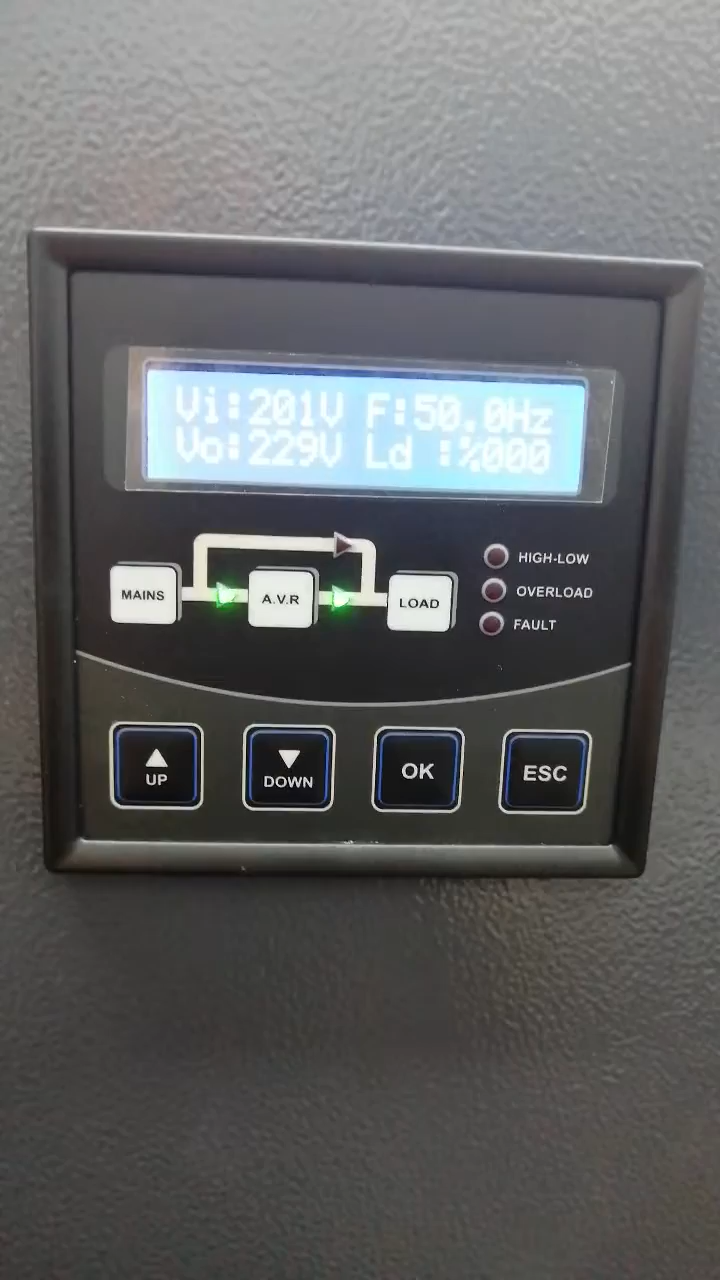 Vi:201V F:50.0Hz
Vo:229V Ld :%000
MAINS
A.V.R
LOAD
HIGH-LOW
OVERLOAD
FAULT
UP
DOWN
OK
ESC